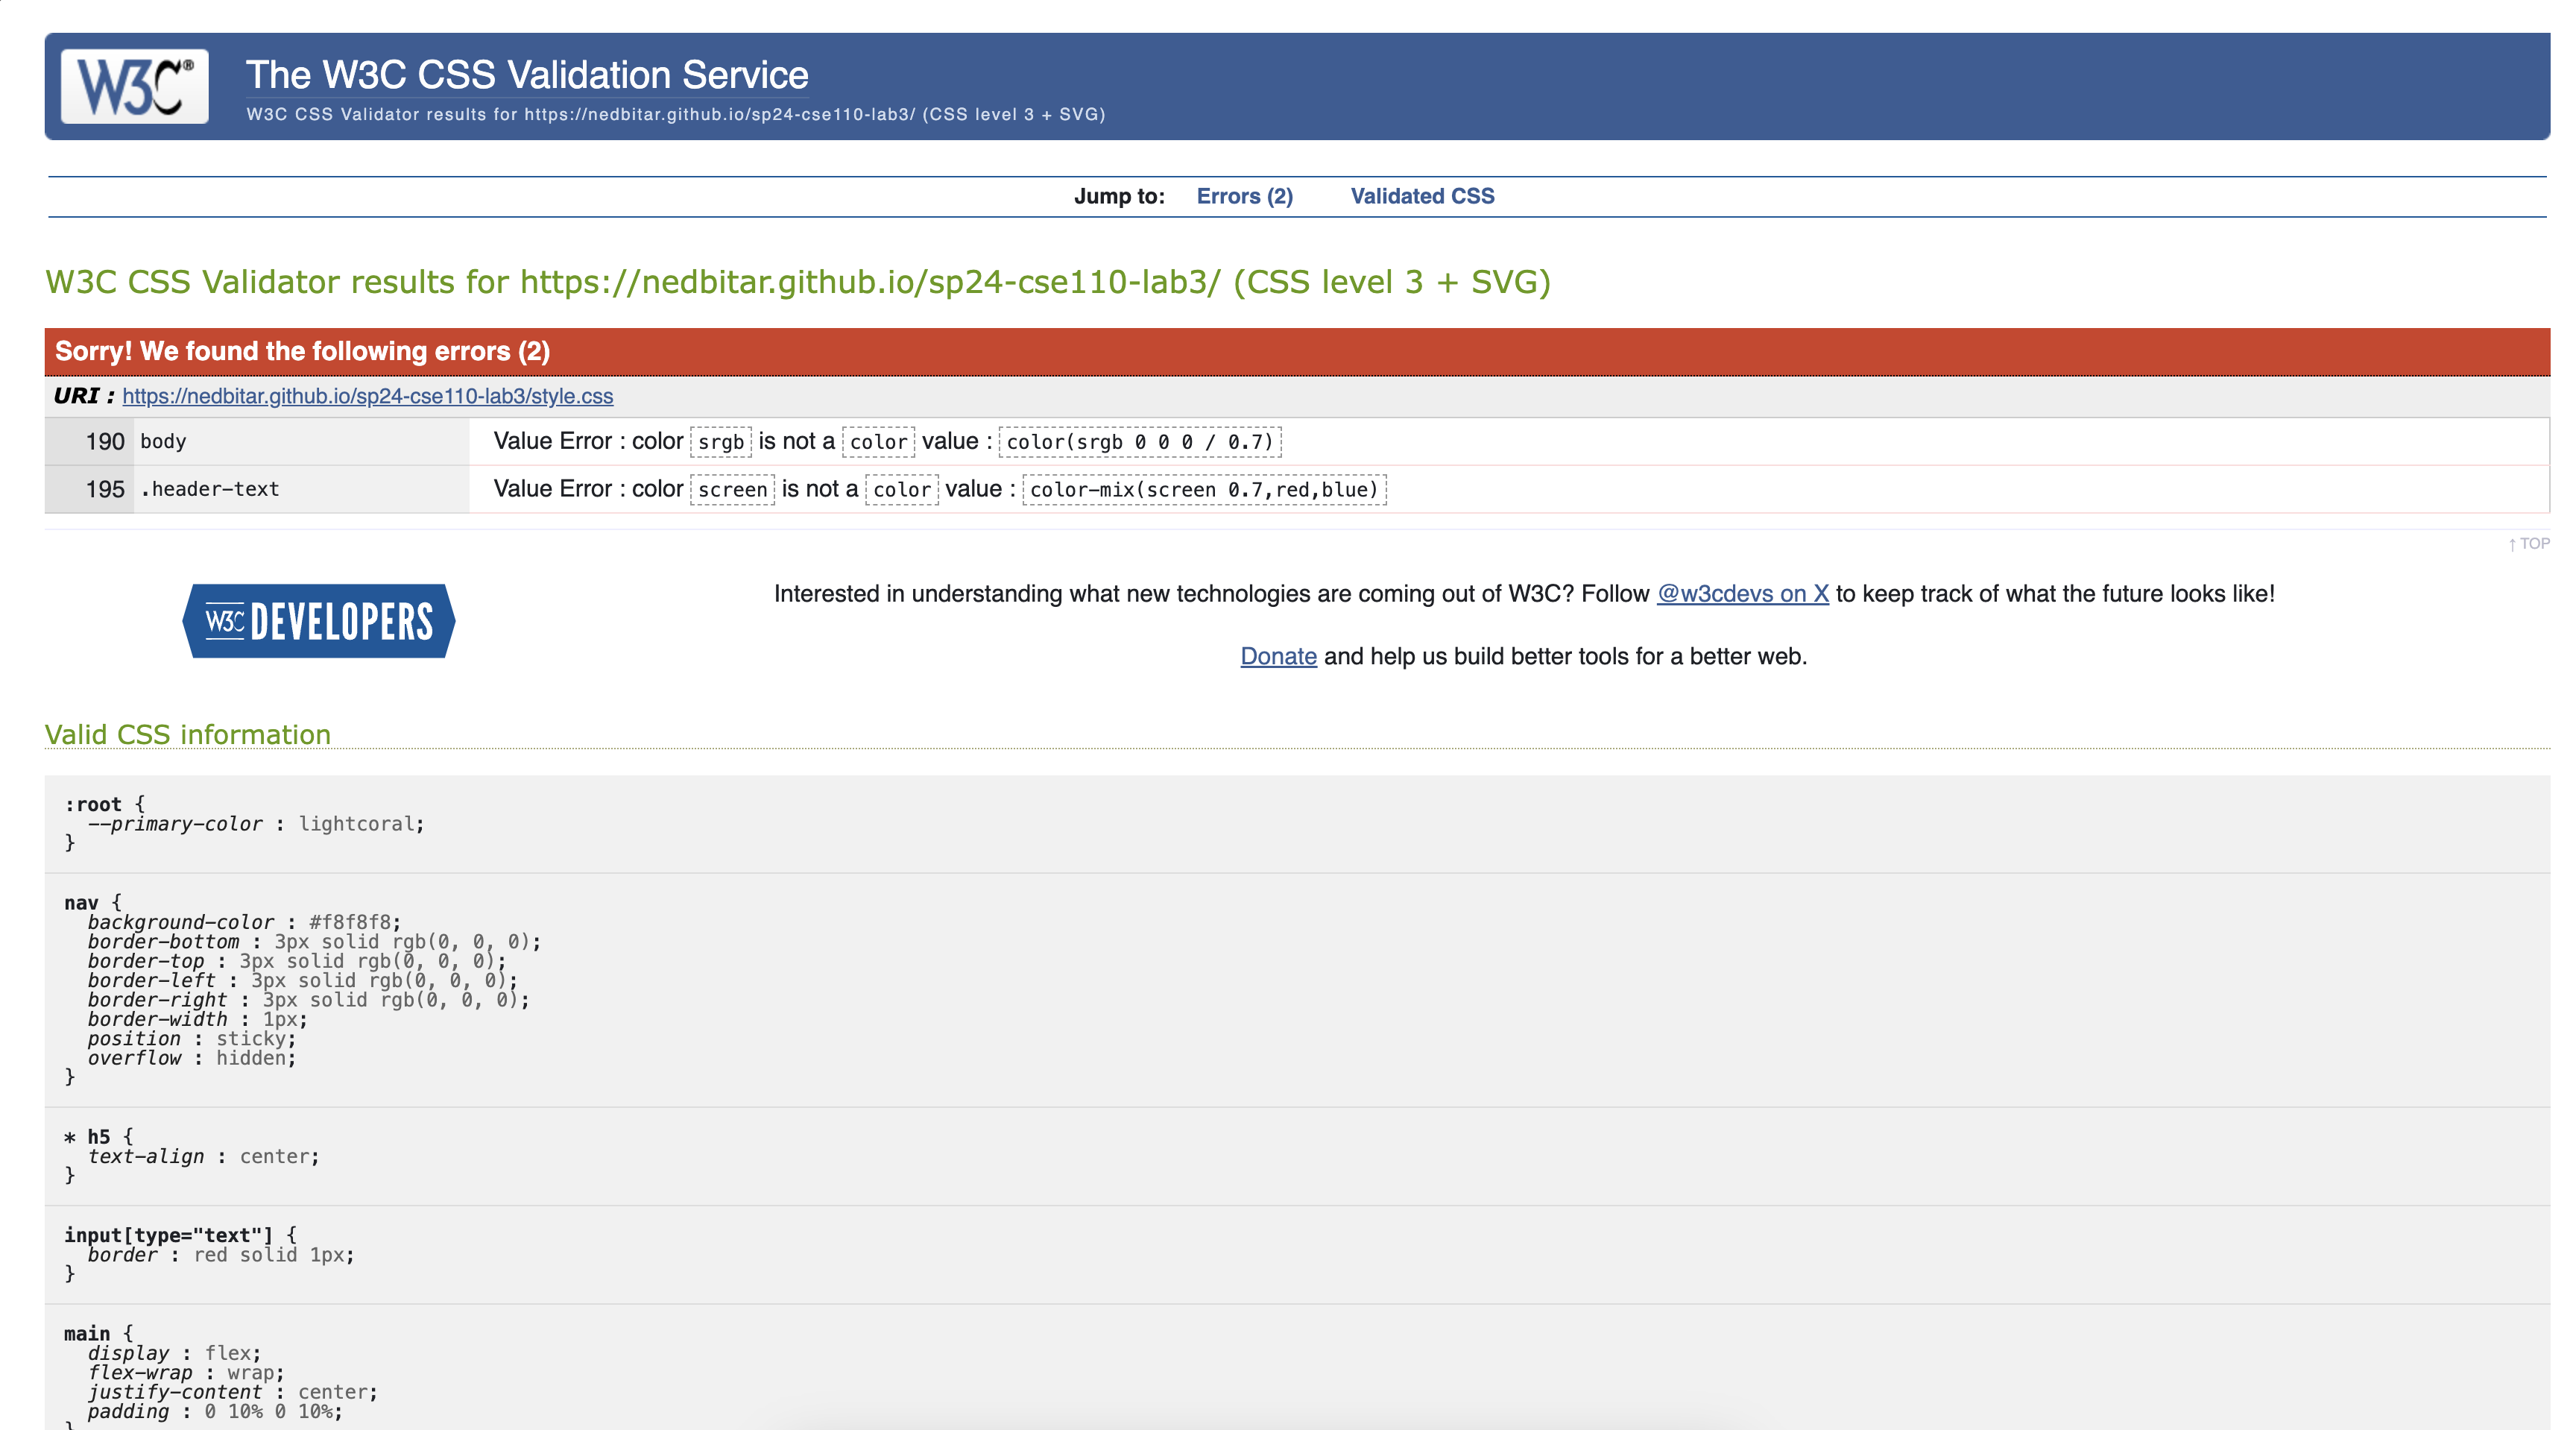 W3C®
The W3C CSS Validation Service
W3C CSS Validator results for https://nedbitar.github.io/sp24-cse110-lab3/ (CSS level 3 + SVG)
Jump to: Errors (2) Validated CSS
W3C CSS Validator results for https://nedbitar.github.io/sp24-cse110-lab3/ (CSS level 3 + SVG)
Sorry! We found the following errors (2)
URI : https://nedbitar.github.io/sp24-cse110-lab3/style.css
190 body Value Error : color srgb is not a color value : color(srgb 0 0 0 / 0.7)
195 .header-text Value Error : color screen is not a color value : color-mix(screen 0.7,red,blue)
↑ TOP
W3C DEVELOPERS
Interested in understanding what new technologies are coming out of W3C? Follow @w3cdevs on X to keep track of what the future looks like!
Donate and help us build better tools for a better web.
Valid CSS information
:root {
--primary-color : lightcoral;
}
nav {
background-color : #f8f8f8;
border-bottom : 3px solid rgb(0, 0, 0);
border-top : 3px solid rgb(0, 0, 0);
border-left : 3px solid rgb(0, 0, 0);
border-right : 3px solid rgb(0, 0, 0);
border-width : 1px;
position : sticky;
overflow : hidden;
}
* h5 {
text-align : center;
}
input[type="text"] {
border : red solid 1px;
}
main {
display : flex;
flex-wrap : wrap;
justify-content : center;
padding : 0 10% 0 10%;
}